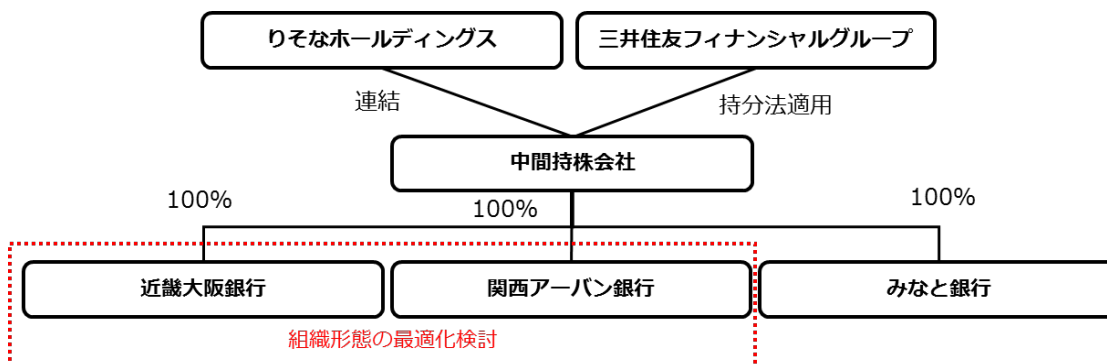 りそなホールディングス
三井住友フィナンシャルグループ
連結
持分法適用
中間持株会社
100%
100%
100%
近畿大阪銀行
関西アーバン銀行
みなと銀行
組織形態の最適化検討